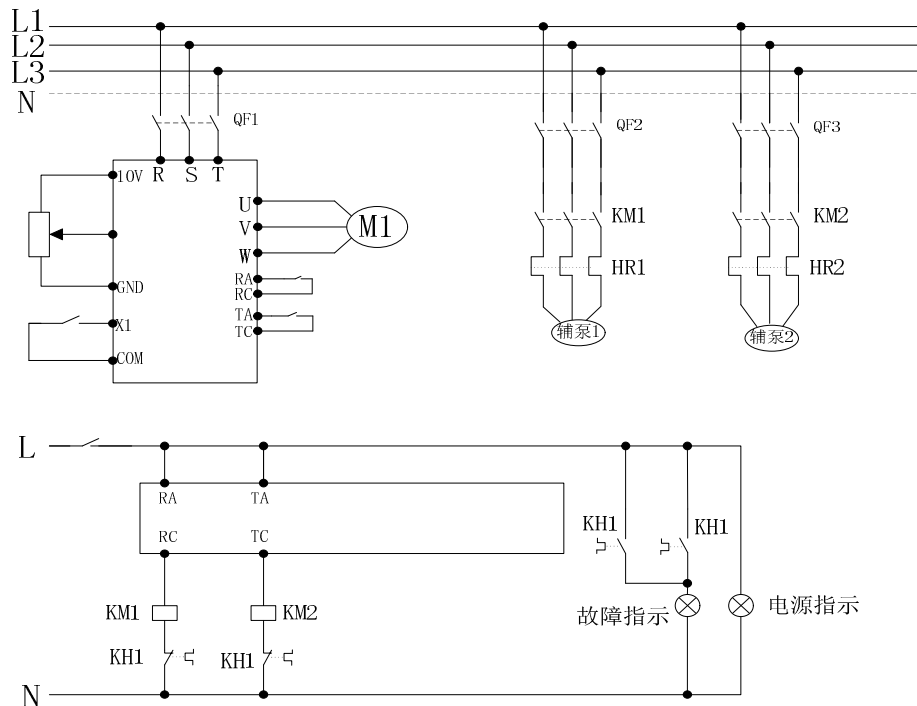 L1
L2
L3
N
QF1
QF2
QF3
10V
R S T
U
V
W
M1
KM1
KM2
HR1
HR2
RA
RC
GND
TA
TC
X1
COM
辅泵1
辅泵2
L
RA
TA
RC
TC
KH1
KH1
KM1
KM2
故障指示
电源指示
KH1
KH1
N